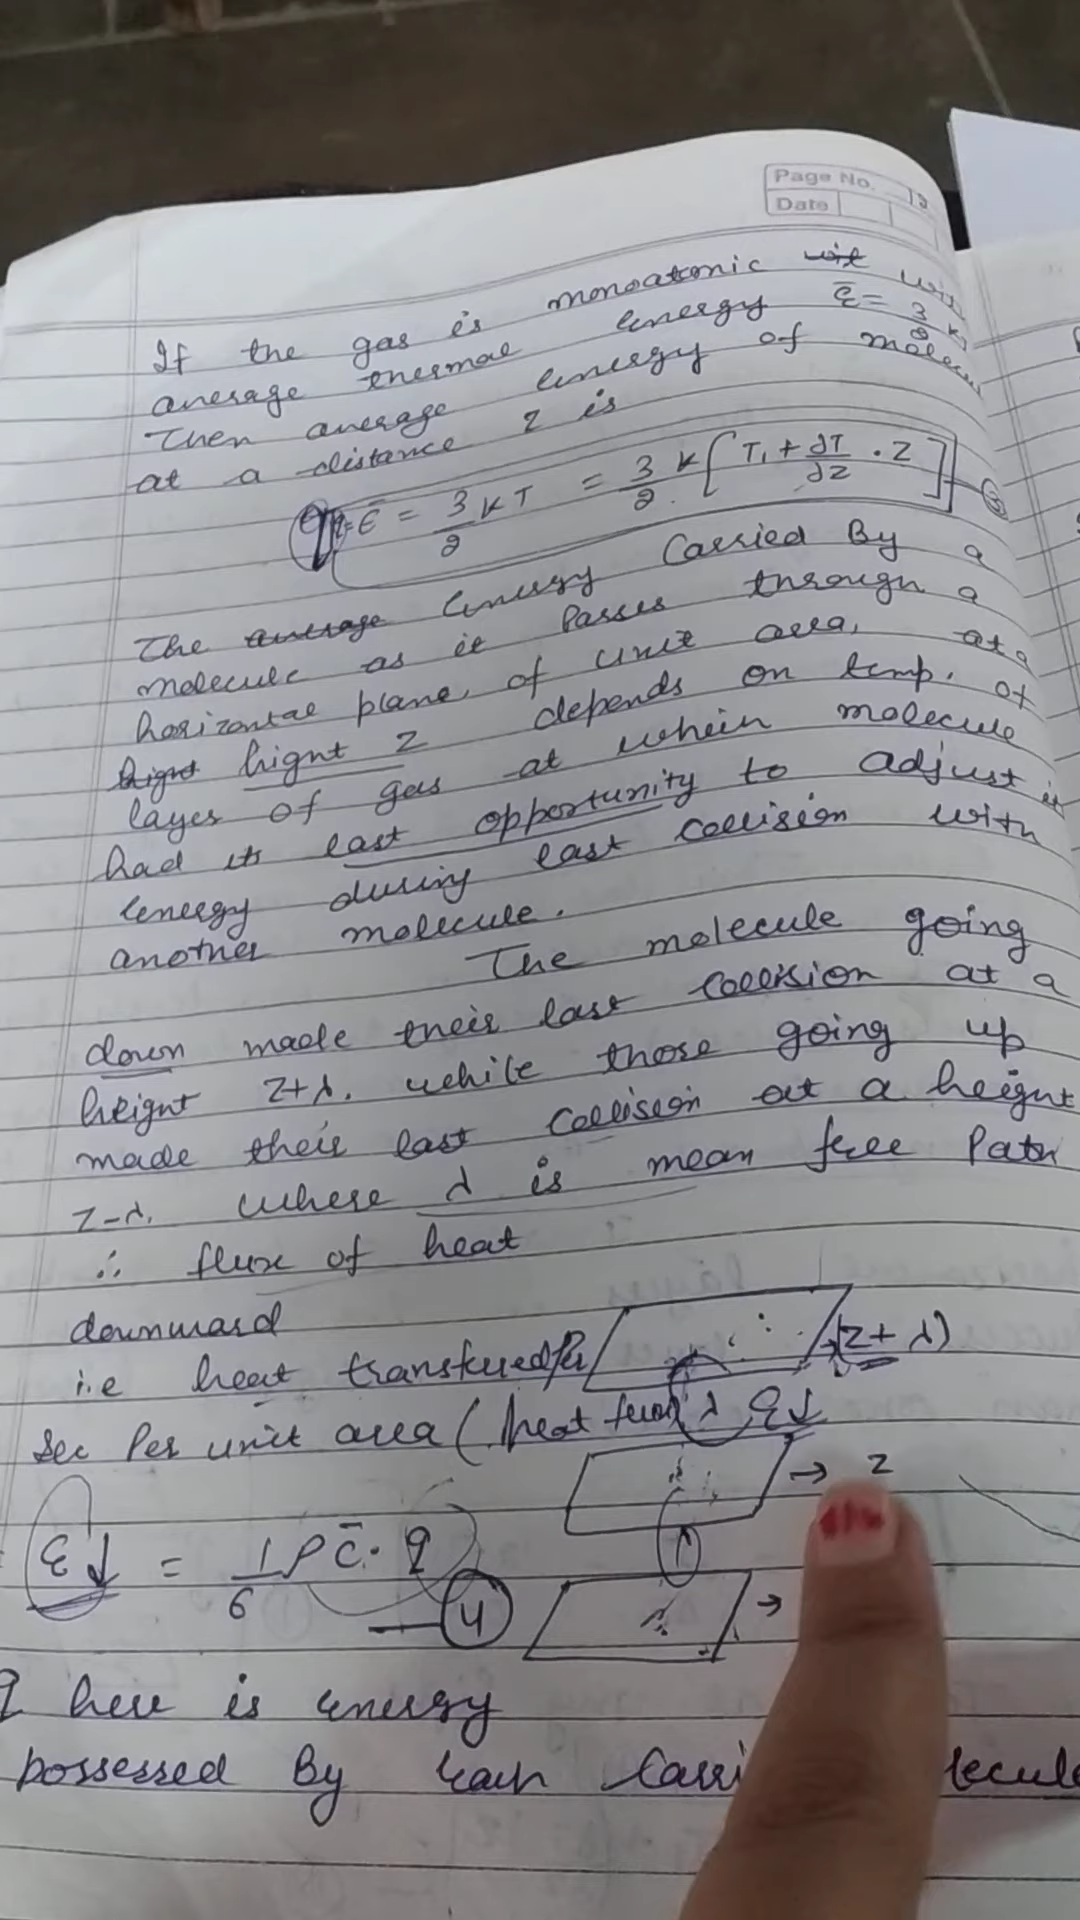 Page No.
Date
If the gas is monoatomic with
average thermal energy ε̄ = 3/2 K
Then average energy of molecu
at a distance z is
q = ε̄ = 3/2 KT = 3/2 K [T₁ + ∂T/∂z · z] — ③
The average energy carried By a
molecule as it passes through a
horizontal plane, of unit area, at a
hight hight z depends on temp. of
layer of gas at whein molecule
had its last opportunity to adjust it
energy during last collision with
another molecule.
The molecule going
down made their last collision at a
height z+λ. while those going up
made their last collision at a height
z-λ. where λ is mean free Path
∴ flux of heat
downward
i.e heat transferred Per
(z + λ)
sec Per unit area (heat flux)
λ ε↓
→ z
ε↓ = 1/6 ρ c̄ · q — ④
→
q here is energy
possessed By each